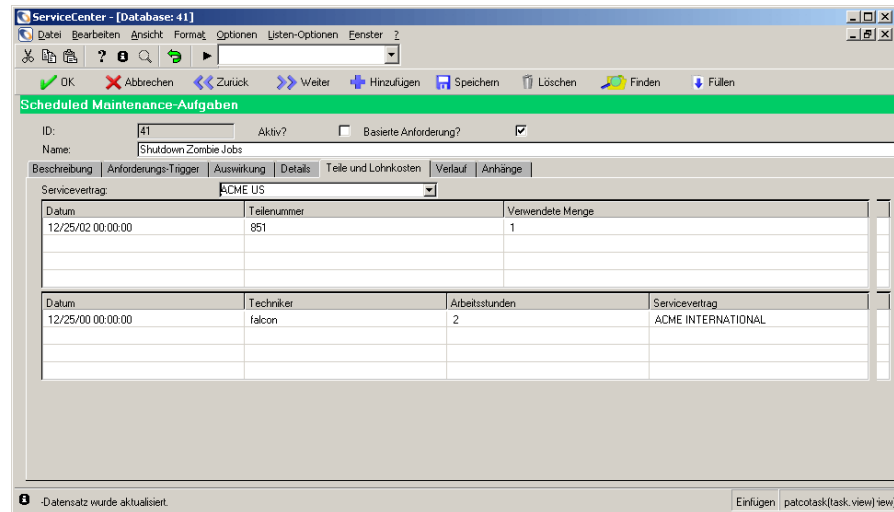 ServiceCenter - [Database: 41]
Datei Bearbeiten Ansicht Format Optionen Listen-Optionen Fenster ?
OK Abbrechen Zurück Weiter Hinzufügen Speichern Löschen Finden Füllen
Scheduled Maintenance-Aufgaben
ID: 41 Aktiv? Basierte Anforderung?
Name: Shutdown Zombie Jobs
Beschreibung Anforderungs-Trigger Auswirkung Details Teile und Lohnkosten Verlauf Anhänge
Servicevertrag: ACME US
Datum Teilenummer Verwendete Menge
12/25/02 00:00:00 851 1
Datum Techniker Arbeitsstunden Servicevertrag
12/25/00 00:00:00 falcon 2 ACME INTERNATIONAL
-Datensatz wurde aktualisiert. Einfügen patcotask(task.view)